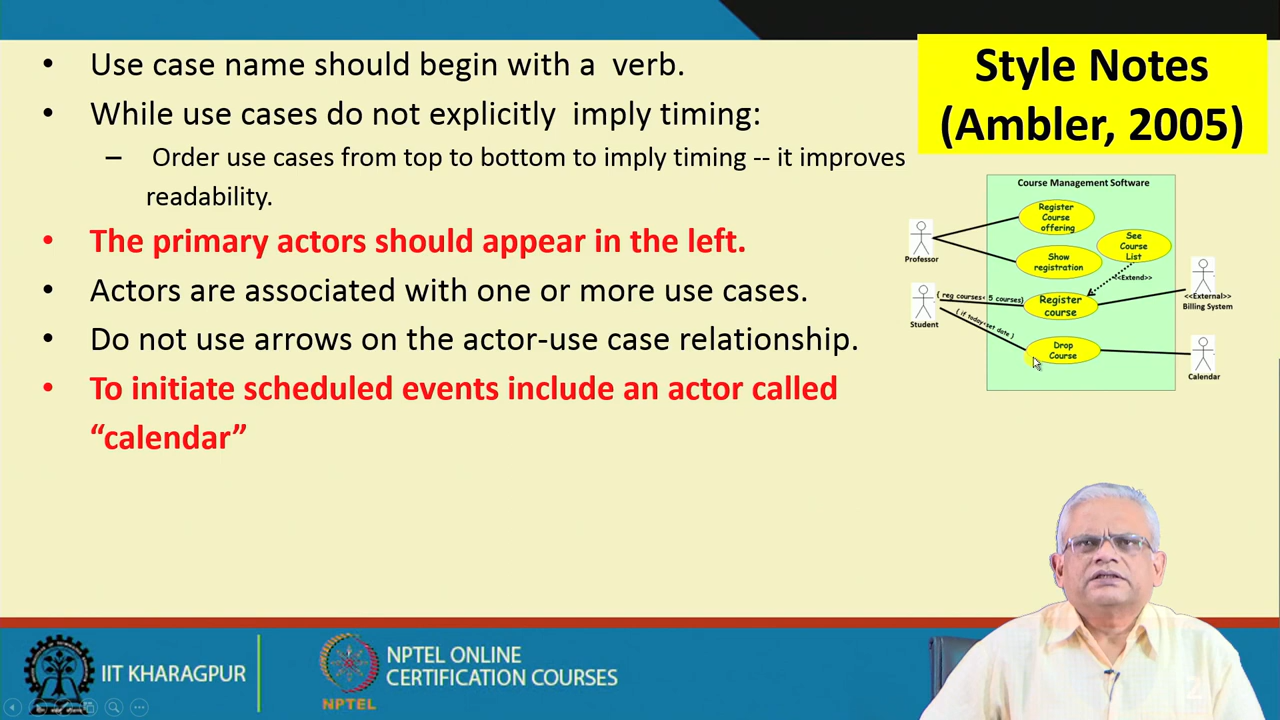 • Use case name should begin with a verb.
• While use cases do not explicitly imply timing:
– Order use cases from top to bottom to imply timing -- it improves
readability.
• The primary actors should appear in the left.
• Actors are associated with one or more use cases.
• Do not use arrows on the actor-use case relationship.
• To initiate scheduled events include an actor called
“calendar”
Style Notes
(Ambler, 2005)
Course Management Software
Register
Course
offering
See
Course
List
Professor
Show
registration
<<Extend>>
{ reg courses< 5 courses}
Register
course
<<External>>
Billing System
Student
{ if today<set date }
Drop
Course
Calendar
IIT KHARAGPUR
NPTEL
NPTEL ONLINE
CERTIFICATION COURSES
2